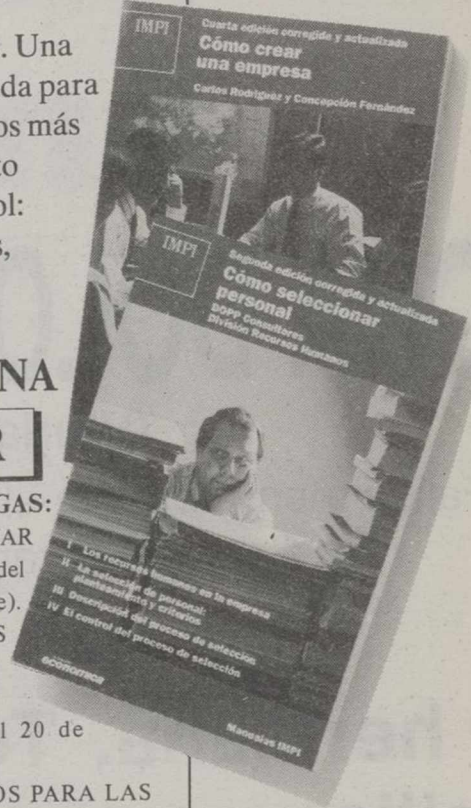 . Una
da para
os más
to
ol:
s,
NA
R
GAS:
AR
del
e).
S
l 20 de
OS PARA LAS
IMPI
Cuarta edición corregida y actualizada
Cómo crear
una empresa
Carlos Rodríguez y Concepción Fernández
IMPI
Segunda edición corregida y actualizada
Cómo seleccionar
personal
DOPP Consultores
División Recursos Humanos
I Los recursos humanos en la empresa
II La selección de personal:
planteamiento y criterios
III Descripción del proceso de selección
IV El control del proceso de selección
Manuales IMPI